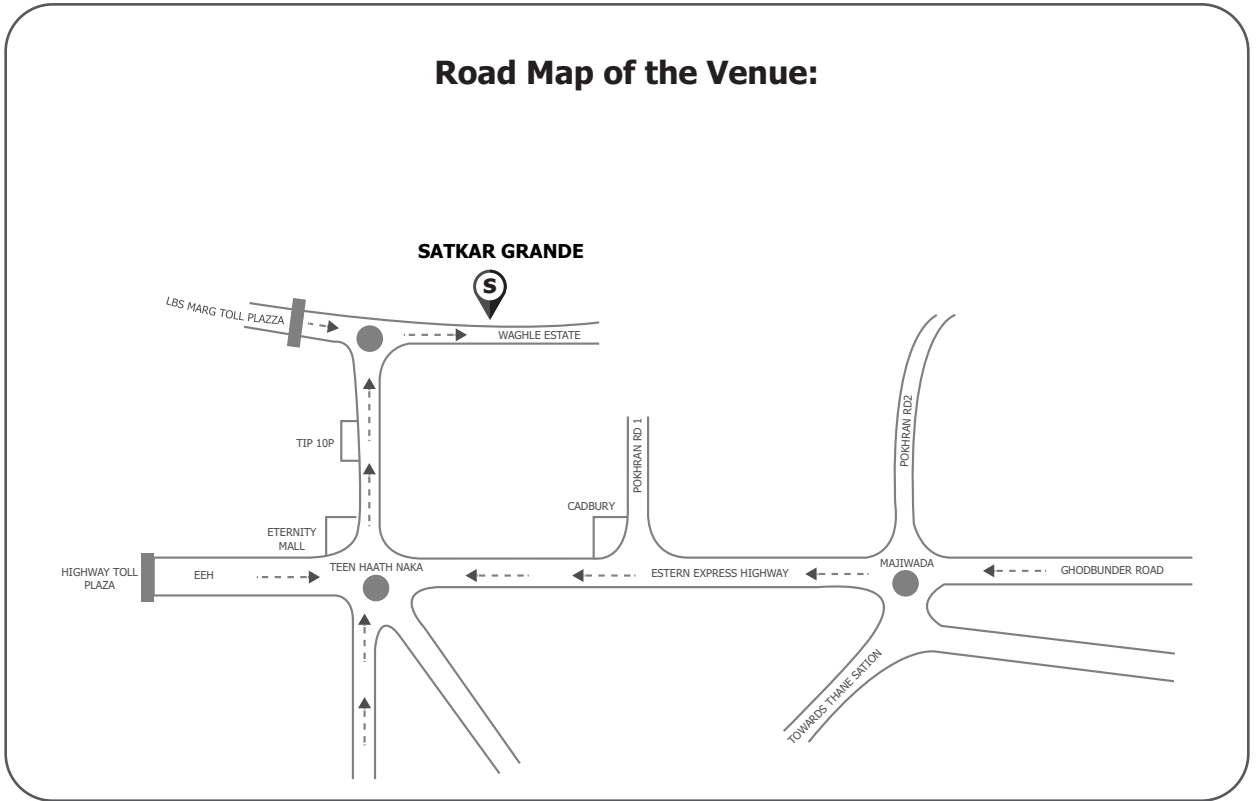 Road Map of the Venue:
SATKAR GRANDE
S
LBS MARG TOLL PLAZZA
WAGHLE ESTATE
TIP 10P
POKHRAN RD 1
POKHRAN RD2
CADBURY
ETERNITY
MALL
HIGHWAY TOLL
PLAZA
EEH
TEEN HAATH NAKA
ESTERN EXPRESS HIGHWAY
MAJIWADA
GHODBUNDER ROAD
TOWARDS THANE SATION